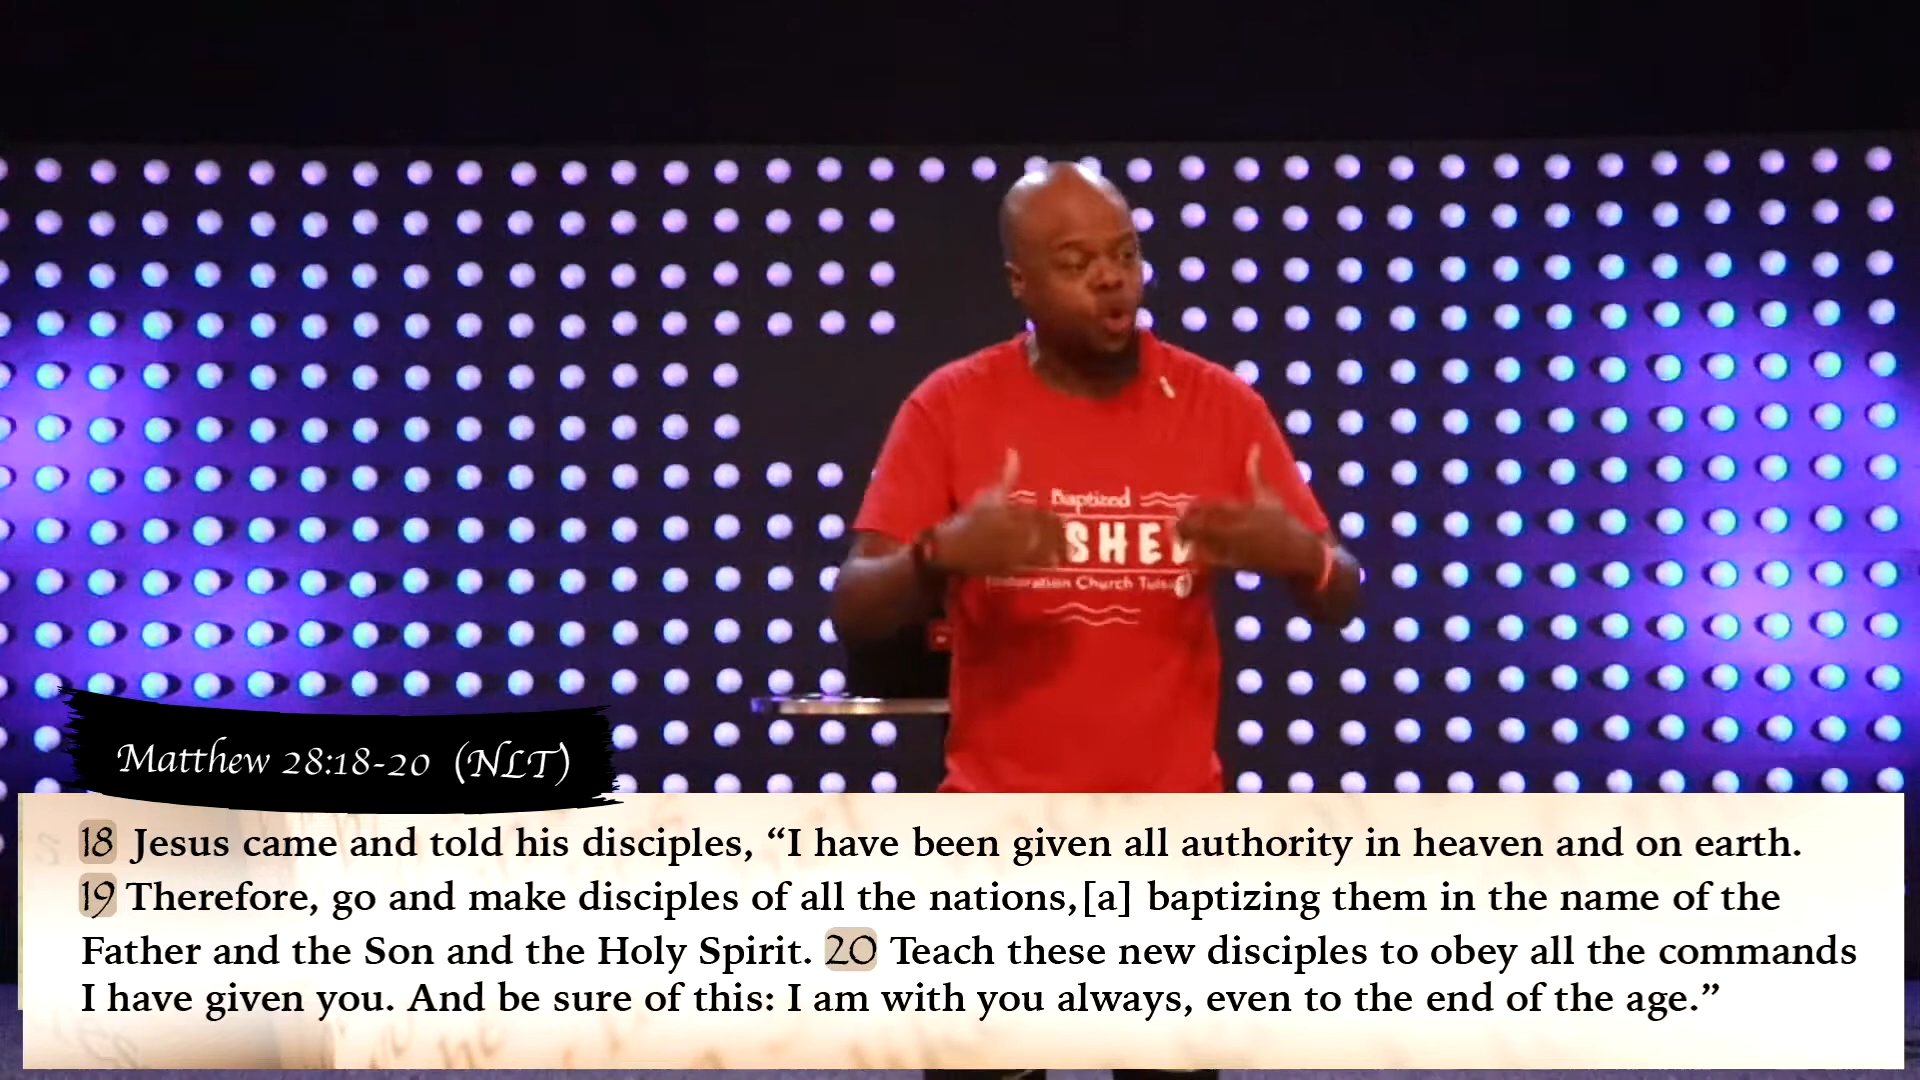 Baptized
SHE
Church Tulsa
Matthew 28:18-20 (NLT)
18 Jesus came and told his disciples, “I have been given all authority in heaven and on earth.
19 Therefore, go and make disciples of all the nations,[a] baptizing them in the name of the
Father and the Son and the Holy Spirit. 20 Teach these new disciples to obey all the commands
I have given you. And be sure of this: I am with you always, even to the end of the age.”